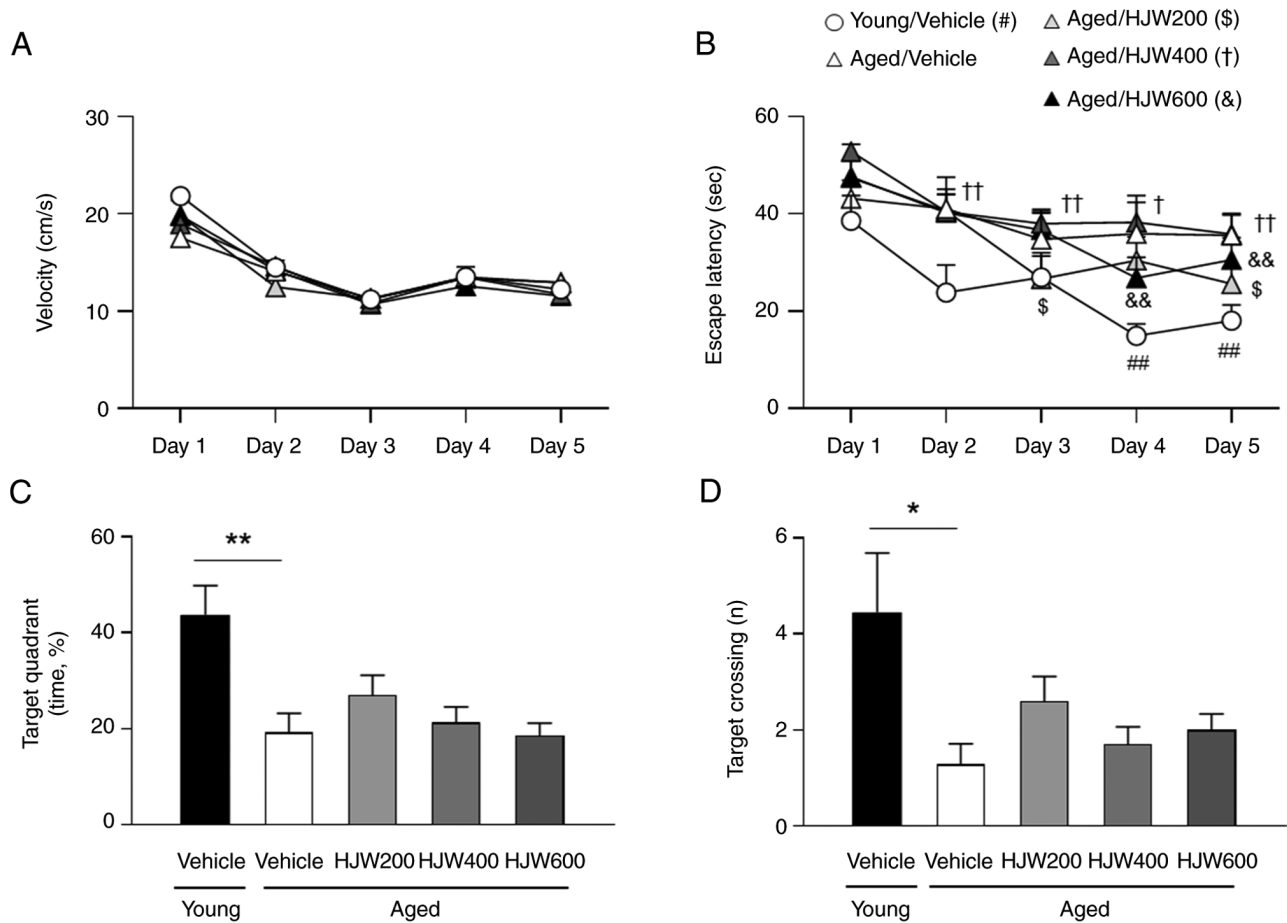 A
30
20
10
0
Velocity (cm/s)
Day 1 Day 2 Day 3 Day 4 Day 5
B
Young/Vehicle (#)
Aged/Vehicle
Aged/HJW200 ($)
Aged/HJW400 (†)
Aged/HJW600 (&)
60
40
20
0
Escape latency (sec)
†† †† † ††
&&
$
$ &&
## ##
Day 1 Day 2 Day 3 Day 4 Day 5
C
60
40
20
0
Target quadrant
(time, %)
**
Vehicle Vehicle HJW200 HJW400 HJW600
Young Aged
D
6
4
2
0
Target crossing (n)
*
Vehicle Vehicle HJW200 HJW400 HJW600
Young Aged